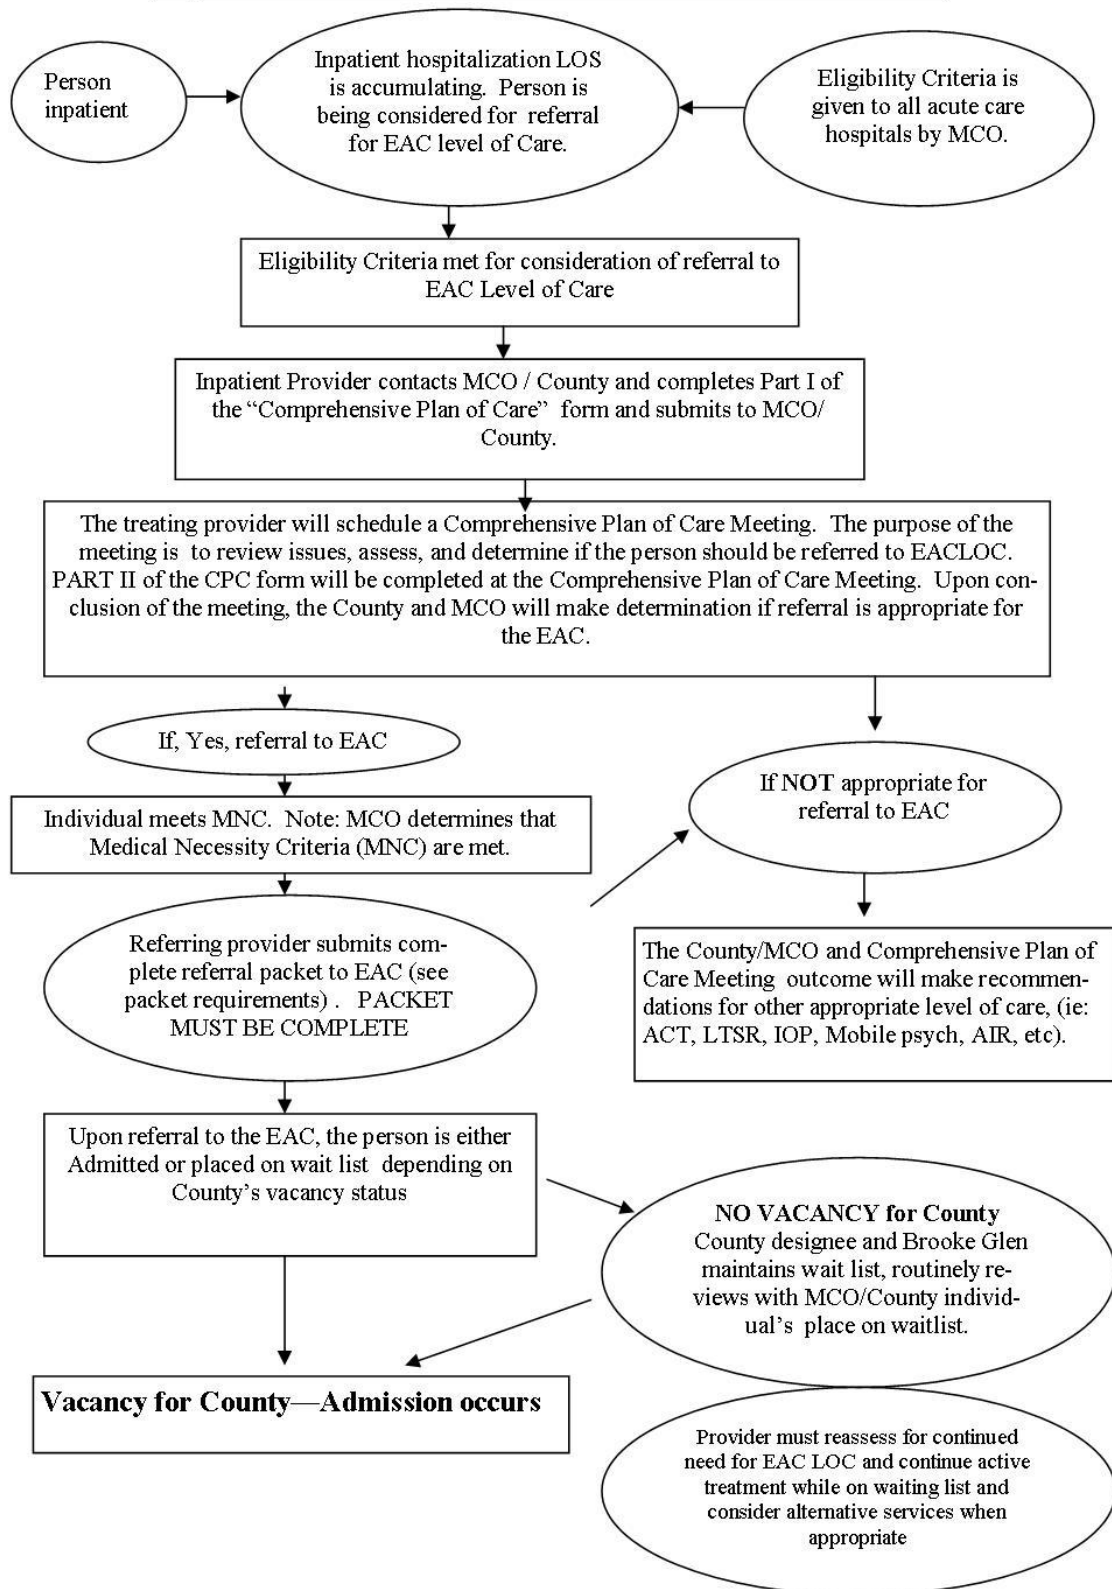 Person
inpatient
Inpatient hospitalization LOS
is accumulating. Person is
being considered for referral
for EAC level of Care.
Eligibility Criteria is
given to all acute care
hospitals by MCO.
Eligibility Criteria met for consideration of referral to
EAC Level of Care
Inpatient Provider contacts MCO / County and completes Part I of
the “Comprehensive Plan of Care” form and submits to MCO/
County.
The treating provider will schedule a Comprehensive Plan of Care Meeting. The purpose of the
meeting is to review issues, assess, and determine if the person should be referred to EACLOC.
PART II of the CPC form will be completed at the Comprehensive Plan of Care Meeting. Upon con-
clusion of the meeting, the County and MCO will make determination if referral is appropriate for
the EAC.
If, Yes, referral to EAC
If NOT appropriate for
referral to EAC
Individual meets MNC. Note: MCO determines that
Medical Necessity Criteria (MNC) are met.
Referring provider submits com-
plete referral packet to EAC (see
packet requirements) . PACKET
MUST BE COMPLETE
The County/MCO and Comprehensive Plan of
Care Meeting outcome will make recommen-
dations for other appropriate level of care, (ie:
ACT, LTSR, IOP, Mobile psych, AIR, etc).
Upon referral to the EAC, the person is either
Admitted or placed on wait list depending on
County’s vacancy status
NO VACANCY for County
County designee and Brooke Glen
maintains wait list, routinely re-
views with MCO/County individ-
ual’s place on waitlist.
Vacancy for County—Admission occurs
Provider must reassess for continued
need for EAC LOC and continue active
treatment while on waiting list and
consider alternative services when
appropriate